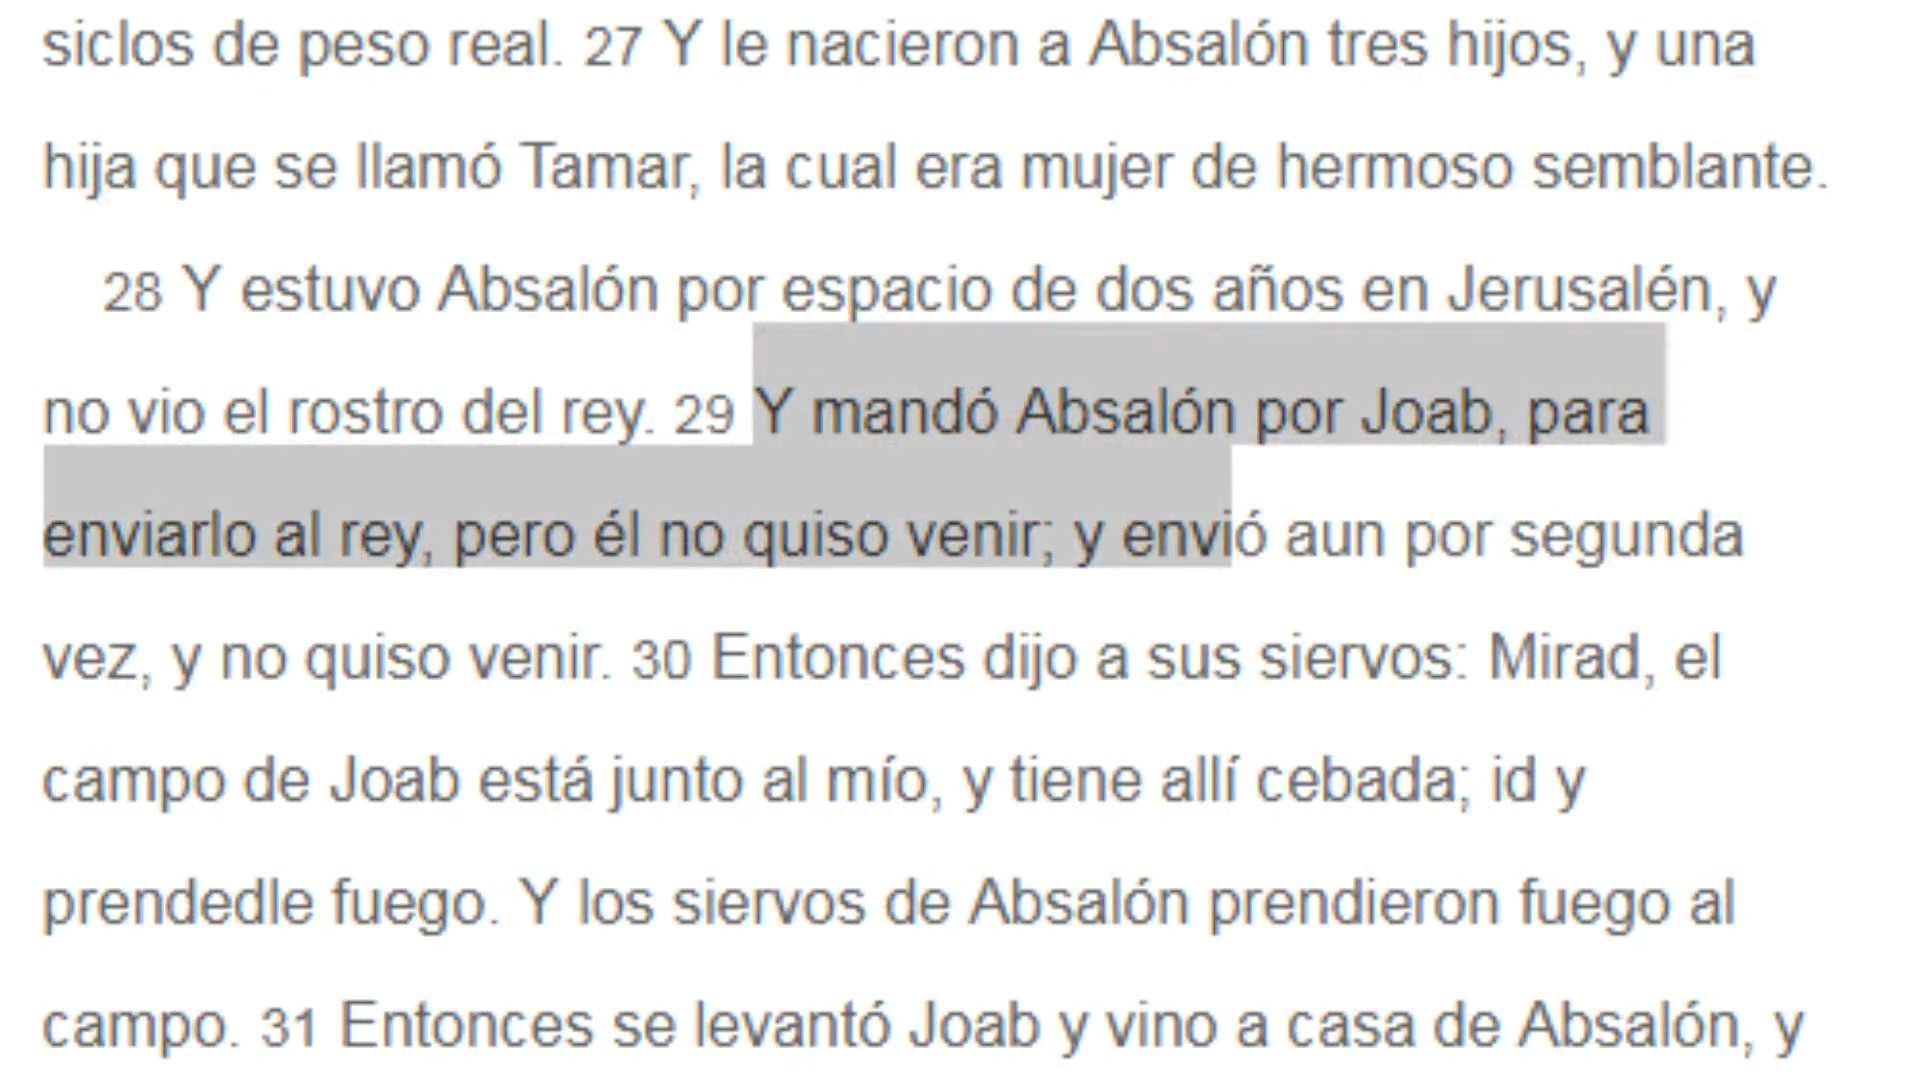 siclos de peso real. 27 Y le nacieron a Absalón tres hijos, y una
hija que se llamó Tamar, la cual era mujer de hermoso semblante.
28 Y estuvo Absalón por espacio de dos años en Jerusalén, y
no vio el rostro del rey. 29 Y mandó Absalón por Joab, para
enviarlo al rey, pero él no quiso venir; y envió aun por segunda
vez, y no quiso venir. 30 Entonces dijo a sus siervos: Mirad, el
campo de Joab está junto al mío, y tiene allí cebada; id y
prendedle fuego. Y los siervos de Absalón prendieron fuego al
campo. 31 Entonces se levantó Joab y vino a casa de Absalón, y